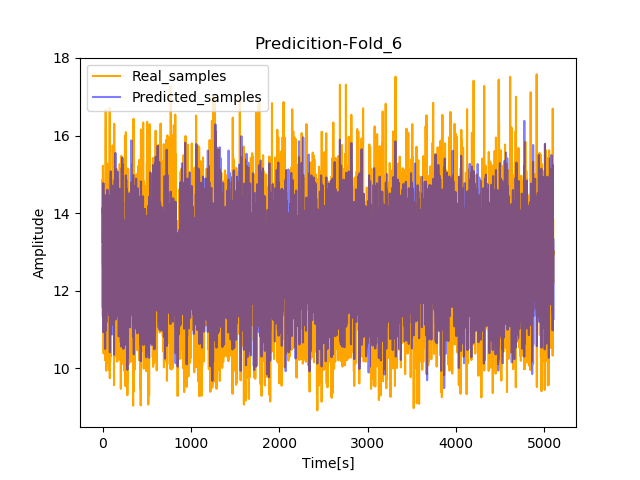 Predicition-Fold_6
Real_samples
Predicted_samples
18
16
14
12
10
Amplitude
0 1000 2000 3000 4000 5000
Time[s]